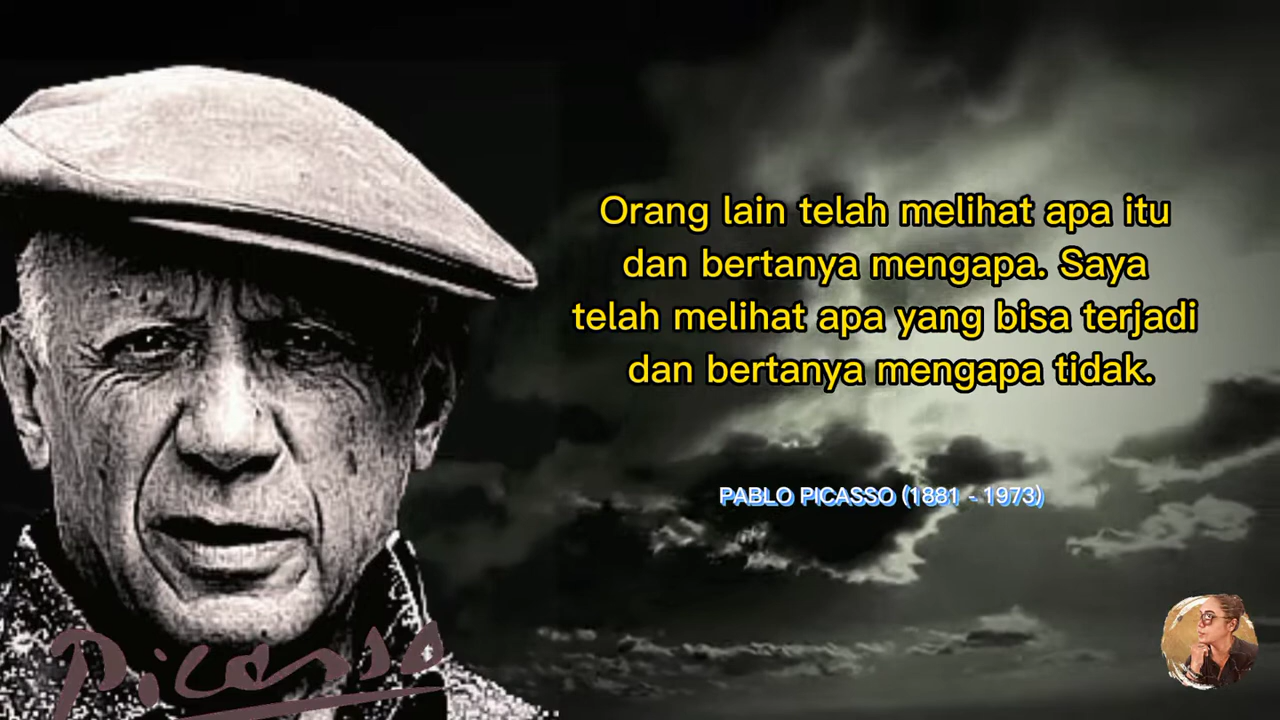 Orang lain telah melihat apa itu
dan bertanya mengapa. Saya
telah melihat apa yang bisa terjadi
dan bertanya mengapa tidak.
PABLO PICASSO (1881 - 1973)
Picasso